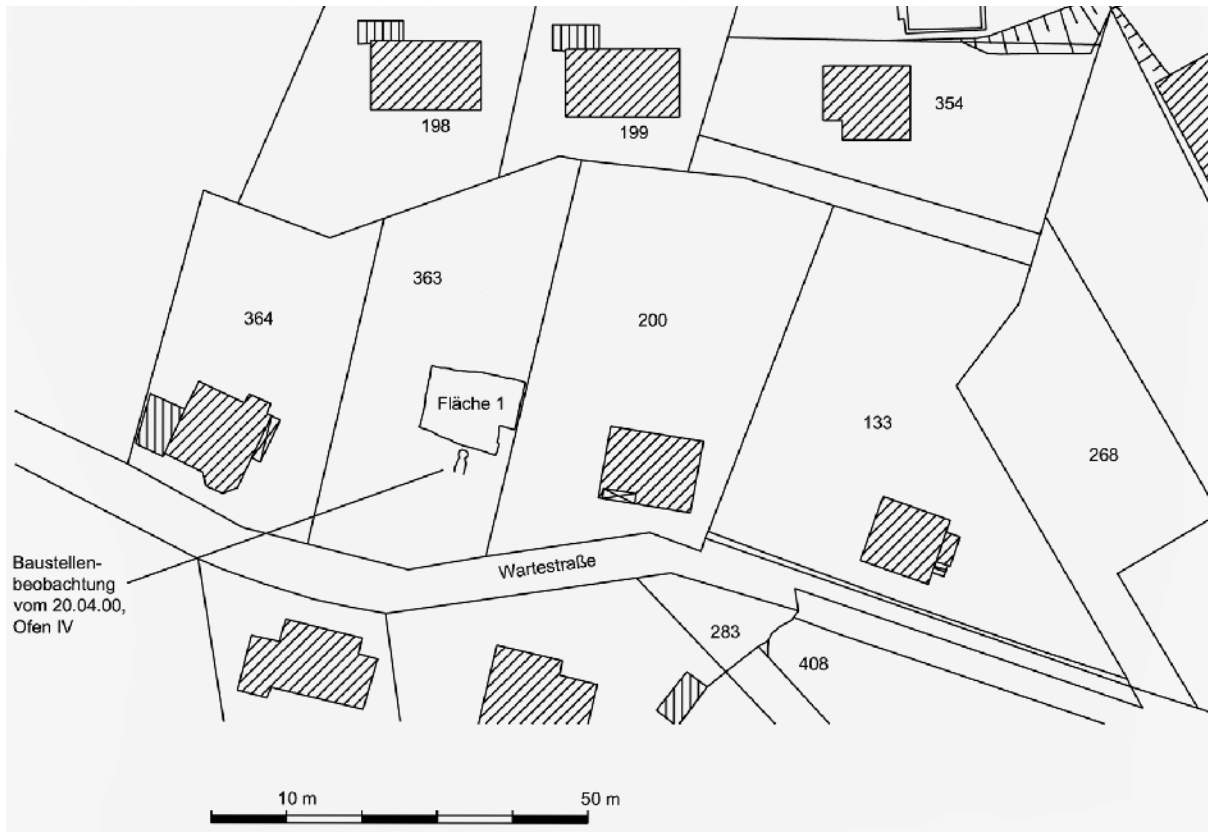 198
199
354
363
364
200
Fläche 1
133
268
Baustellen-
beobachtung
vom 20.04.00,
Ofen IV
Wartestraße
283
408
10 m
50 m